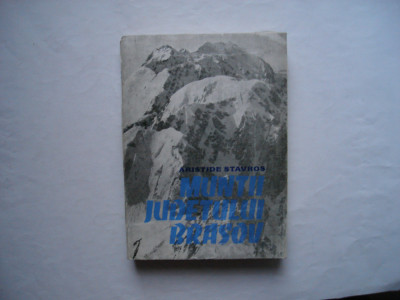 ARISTIDE STAVROS
MUNȚII
JUDEȚULUI
BRAȘOV